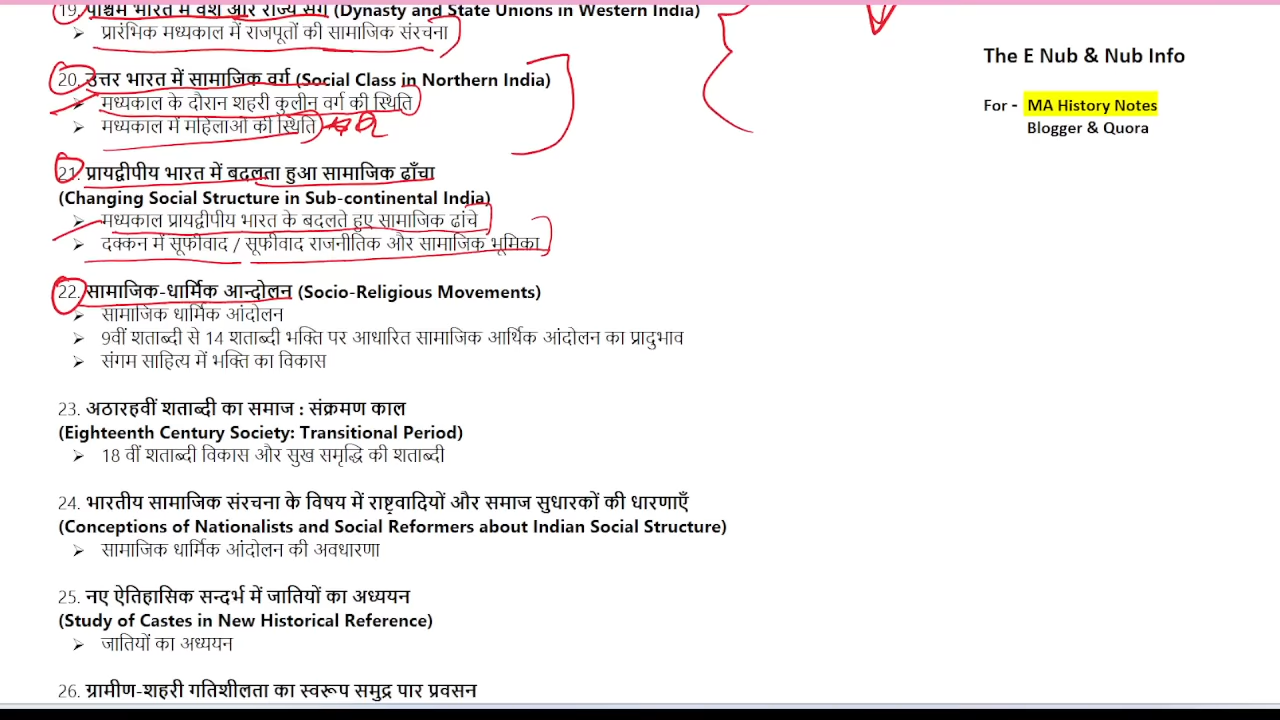 19. पश्चिम भारत में वंश और राज्य संग (Dynasty and State Unions in Western India)
➢ प्रारंभिक मध्यकाल में राजपूतों की सामाजिक संरचना
20. उत्तर भारत में सामाजिक वर्ग (Social Class in Northern India)
➢ मध्यकाल के दौरान शहरी कुलीन वर्ग की स्थिति
➢ मध्यकाल में महिलाओं की स्थिति
21. प्रायद्वीपीय भारत में बदलता हुआ सामाजिक ढाँचा
(Changing Social Structure in Sub-continental India)
➢ मध्यकाल प्रायद्वीपीय भारत के बदलते हुए सामाजिक ढांचे
➢ दक्कन में सूफीवाद / सूफीवाद राजनीतिक और सामाजिक भूमिका
22. सामाजिक-धार्मिक आन्दोलन (Socio-Religious Movements)
➢ सामाजिक धार्मिक आंदोलन
➢ 9वीं शताब्दी से 14 शताब्दी भक्ति पर आधारित सामाजिक आर्थिक आंदोलन का प्रादुभाव
➢ संगम साहित्य में भक्ति का विकास
23. अठारहवीं शताब्दी का समाज : संक्रमण काल
(Eighteenth Century Society: Transitional Period)
➢ 18 वीं शताब्दी विकास और सुख समृद्धि की शताब्दी
24. भारतीय सामाजिक संरचना के विषय में राष्ट्रवादियों और समाज सुधारकों की धारणाएँ
(Conceptions of Nationalists and Social Reformers about Indian Social Structure)
➢ सामाजिक धार्मिक आंदोलन की अवधारणा
25. नए ऐतिहासिक सन्दर्भ में जातियों का अध्ययन
(Study of Castes in New Historical Reference)
➢ जातियों का अध्ययन
26. ग्रामीण-शहरी गतिशीलता का स्वरूप समुद्र पार प्रवसन
The E Nub & Nub Info
For - MA History Notes
Blogger & Quora